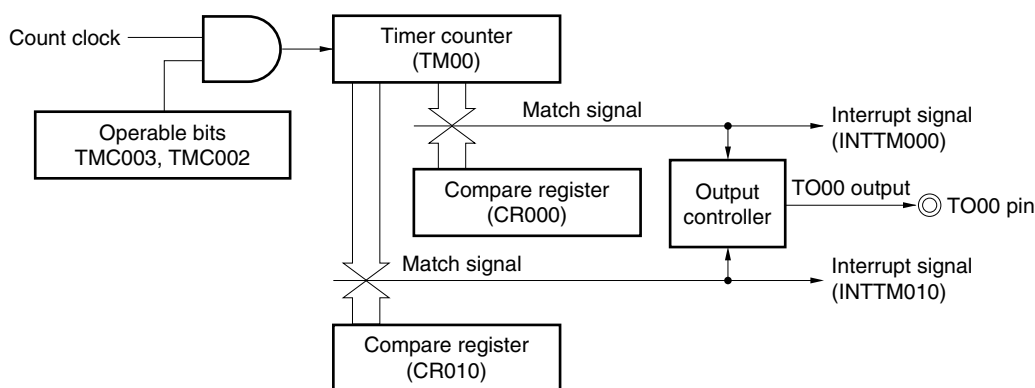 Count clock
Timer counter
(TM00)
Operable bits
TMC003, TMC002
Match signal
Interrupt signal
(INTTM000)
Compare register
(CR000)
Output
controller
TO00 output
TO00 pin
Match signal
Interrupt signal
(INTTM010)
Compare register
(CR010)